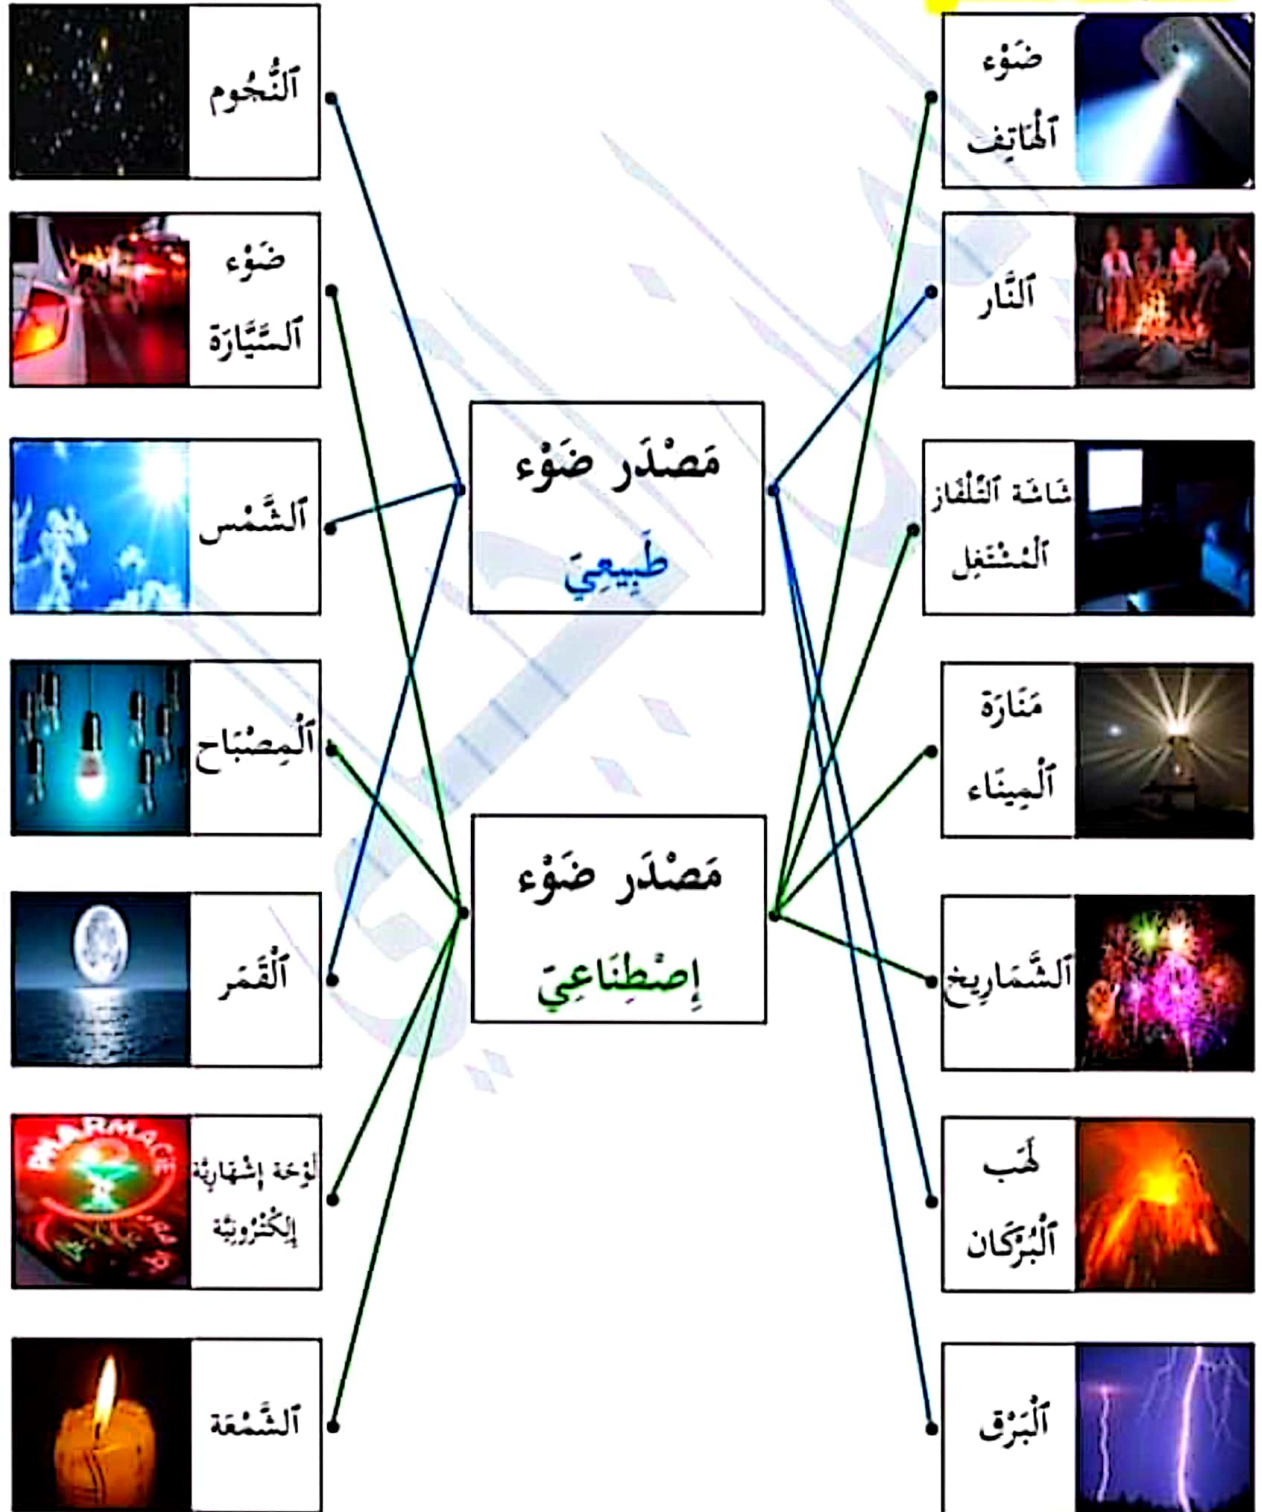 ضَوْء
ٱلْهَاتِف
ٱلنَّار
شَاشَة ٱلتِّلْفَاز
ٱلْمُشْتَغِل
مَنَارَة
ٱلْمِينَاء
ٱلشَّمَارِيخ
لَهَب
ٱلْبُرْكَان
ٱلْبَرْق
مَصْدَر ضَوْء
طَبِيعِيّ
مَصْدَر ضَوْء
إِصْطِنَاعِيّ
ٱلنُّجُوم
ضَوْء
ٱلسَّيَّارَة
ٱلشَّمْس
ٱلْمِصْبَاح
ٱلْقَمَر
PHARMACIE
لَوْحَة إِشْهَارِيَّة
إِلِكْتْرُونِيَّة
ٱلشَّمْعَة